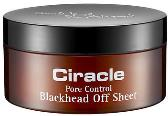 Ciracle
Pore Control
Blackhead Off Sheet